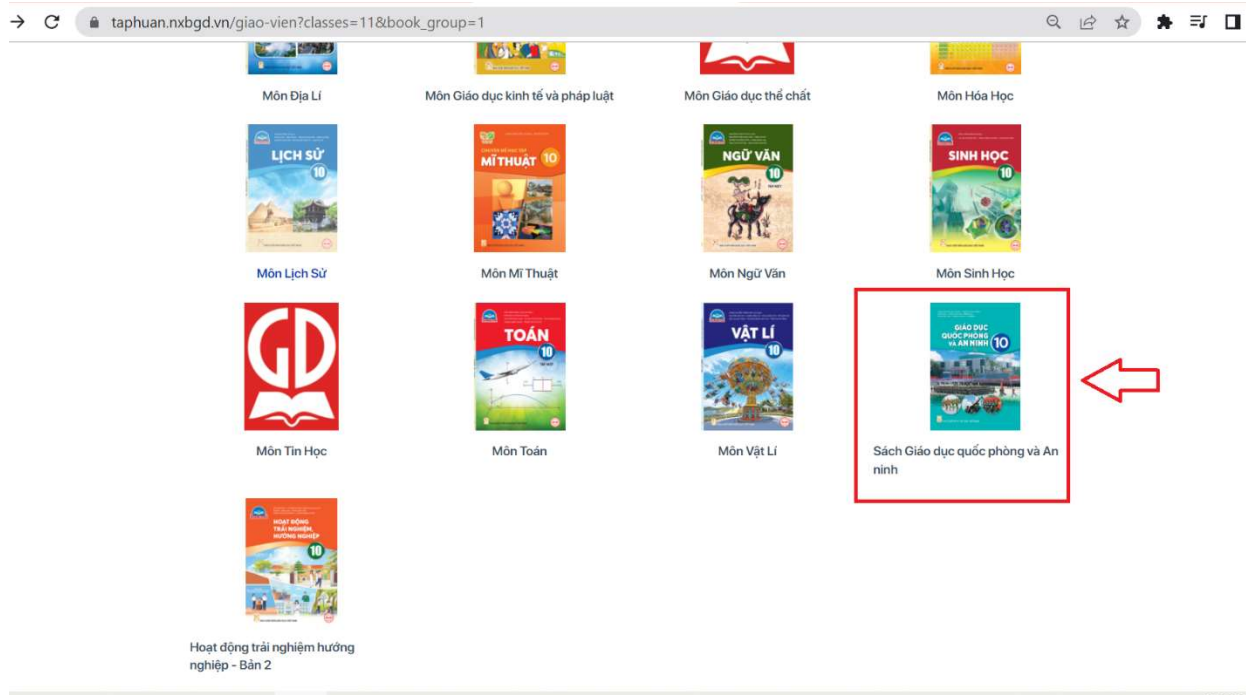 taphuan.nxbgd.vn/giao-vien?classes=11&book_group=1
Môn Địa Lí
Môn Giáo dục kinh tế và pháp luật
Môn Giáo dục thể chất
Môn Hóa Học
LỊCH SỬ
10
MĨ THUẬT 10
NGỮ VĂN
10
SINH HỌC
10
Môn Lịch Sử
Môn Mĩ Thuật
Môn Ngữ Văn
Môn Sinh Học
GD
TOÁN
10
VẬT LÍ
10
GIÁO DỤC
QUỐC PHÒNG
VÀ AN NINH 10
Môn Tin Học
Môn Toán
Môn Vật Lí
Sách Giáo dục quốc phòng và An
ninh
HOẠT ĐỘNG
TRẢI NGHIỆM,
HƯỚNG NGHIỆP
10
Hoạt động trải nghiệm hướng
nghiệp - Bản 2